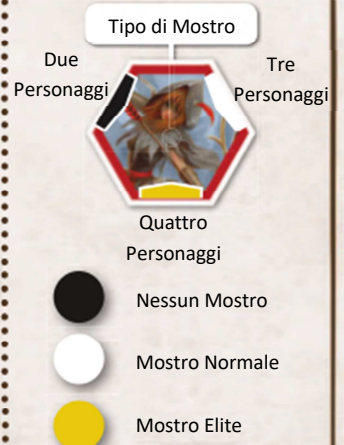 Tipo di Mostro
Due
Personaggi
Tre
Personaggi
Quattro
Personaggi
Nessun Mostro
Mostro Normale
Mostro Elite